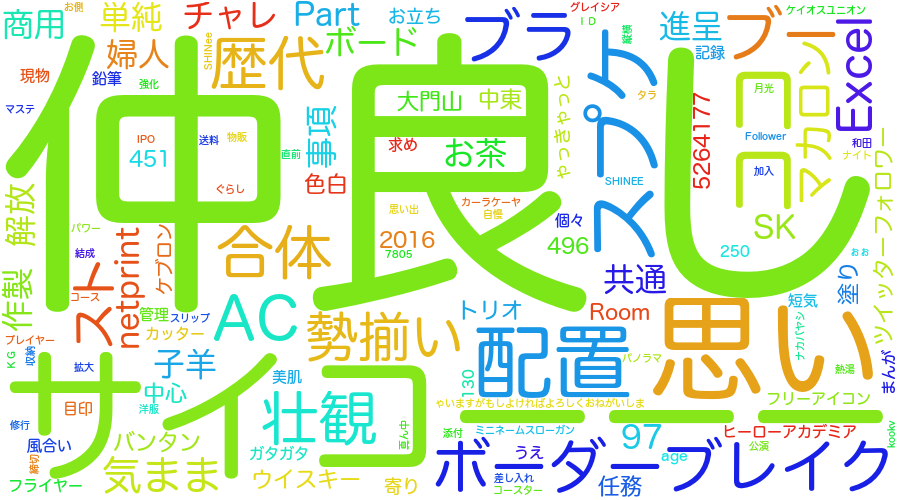 仲良し
サイコー
思い
ボーダーブレイク
スプケ
配置
歴代
ブラ
ブー
合体
AC
勢揃い
壮観
気まま
Excel
マカロン
ココ
SK
商用
単純
チャレ
Part
お立ち
ボード
進呈
記録
婦人
現物
鉛筆
強化
SHINee
グレイシア
ID
縦横
ケイオスユニオン
お側
マステ
IPO
451
送料
物販
直前
ぐらし
事項
色白
大門山
中東
求め
お茶
やっきゃっと
タラ
5264177
月光
Follower
加入
和田
ナイト
SHINEE
解放
パワー
結成
コース
ストト
netprint
ケプロン
作製
プレイヤー
思い出
カーラケーヤ
自慢
2016
7805
個々
496
共通
250
ぉぉ
塗り
ツイッターフォロワー
管理
スリップ
カッター
トリオ
Room
短気
ナカバヤシ
熱湯
まんが
パノラマ
KG
収納
拡大
子羊
中心
洋服
目印
美肌
130
ゃいますがもしよければよろしくおねがいしま
フリーアイコン
修行
風合い
締切
バンタン
ガタガタ
真ん中
添付
ミニネームスローガン
97
ヒーローアカデミア
公演
kookv
age
うえ
フライヤー
ウイスキー
寄り
差し入れ
コースター
任務